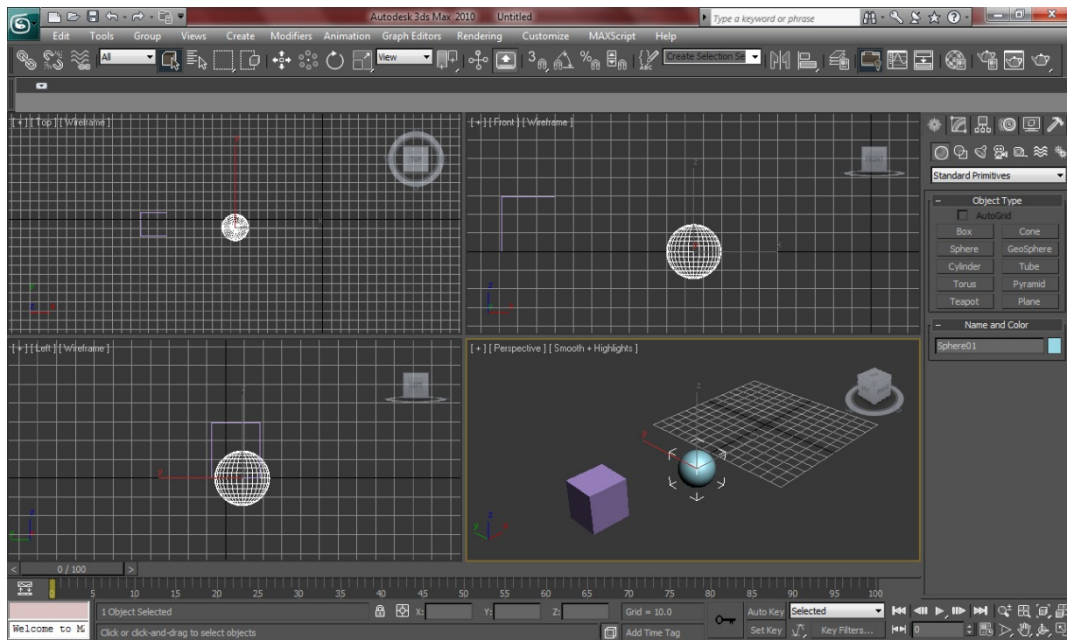 Autodesk 3ds Max 2010 Untitled
Type a keyword or phrase
Edit Tools Group Views Create Modifiers Animation Graph Editors Rendering Customize MAXScript Help
All
View
3
Create Selection Se
[ + ] [ Top ] [ Wireframe ]
[ + ] [ Front ] [ Wireframe ]
Standard Primitives
Object Type
AutoGrid
Box Cone
Sphere GeoSphere
Cylinder Tube
Torus Pyramid
Teapot Plane
Name and Color
Sphere01
[ + ] [ Left ] [ Wireframe ]
[ + ] [ Perspective ] [ Smooth + Highlights ]
< 0 / 100 >
0 5 10 15 20 25 30 35 40 45 50 55 60 65 70 75 80 85 90 95 100
1 Object Selected
X: Y: Z:
Grid = 10.0
Auto Key
Selected
Welcome to M
Click or click-and-drag to select objects
Add Time Tag
Set Key
Key Filters...
0